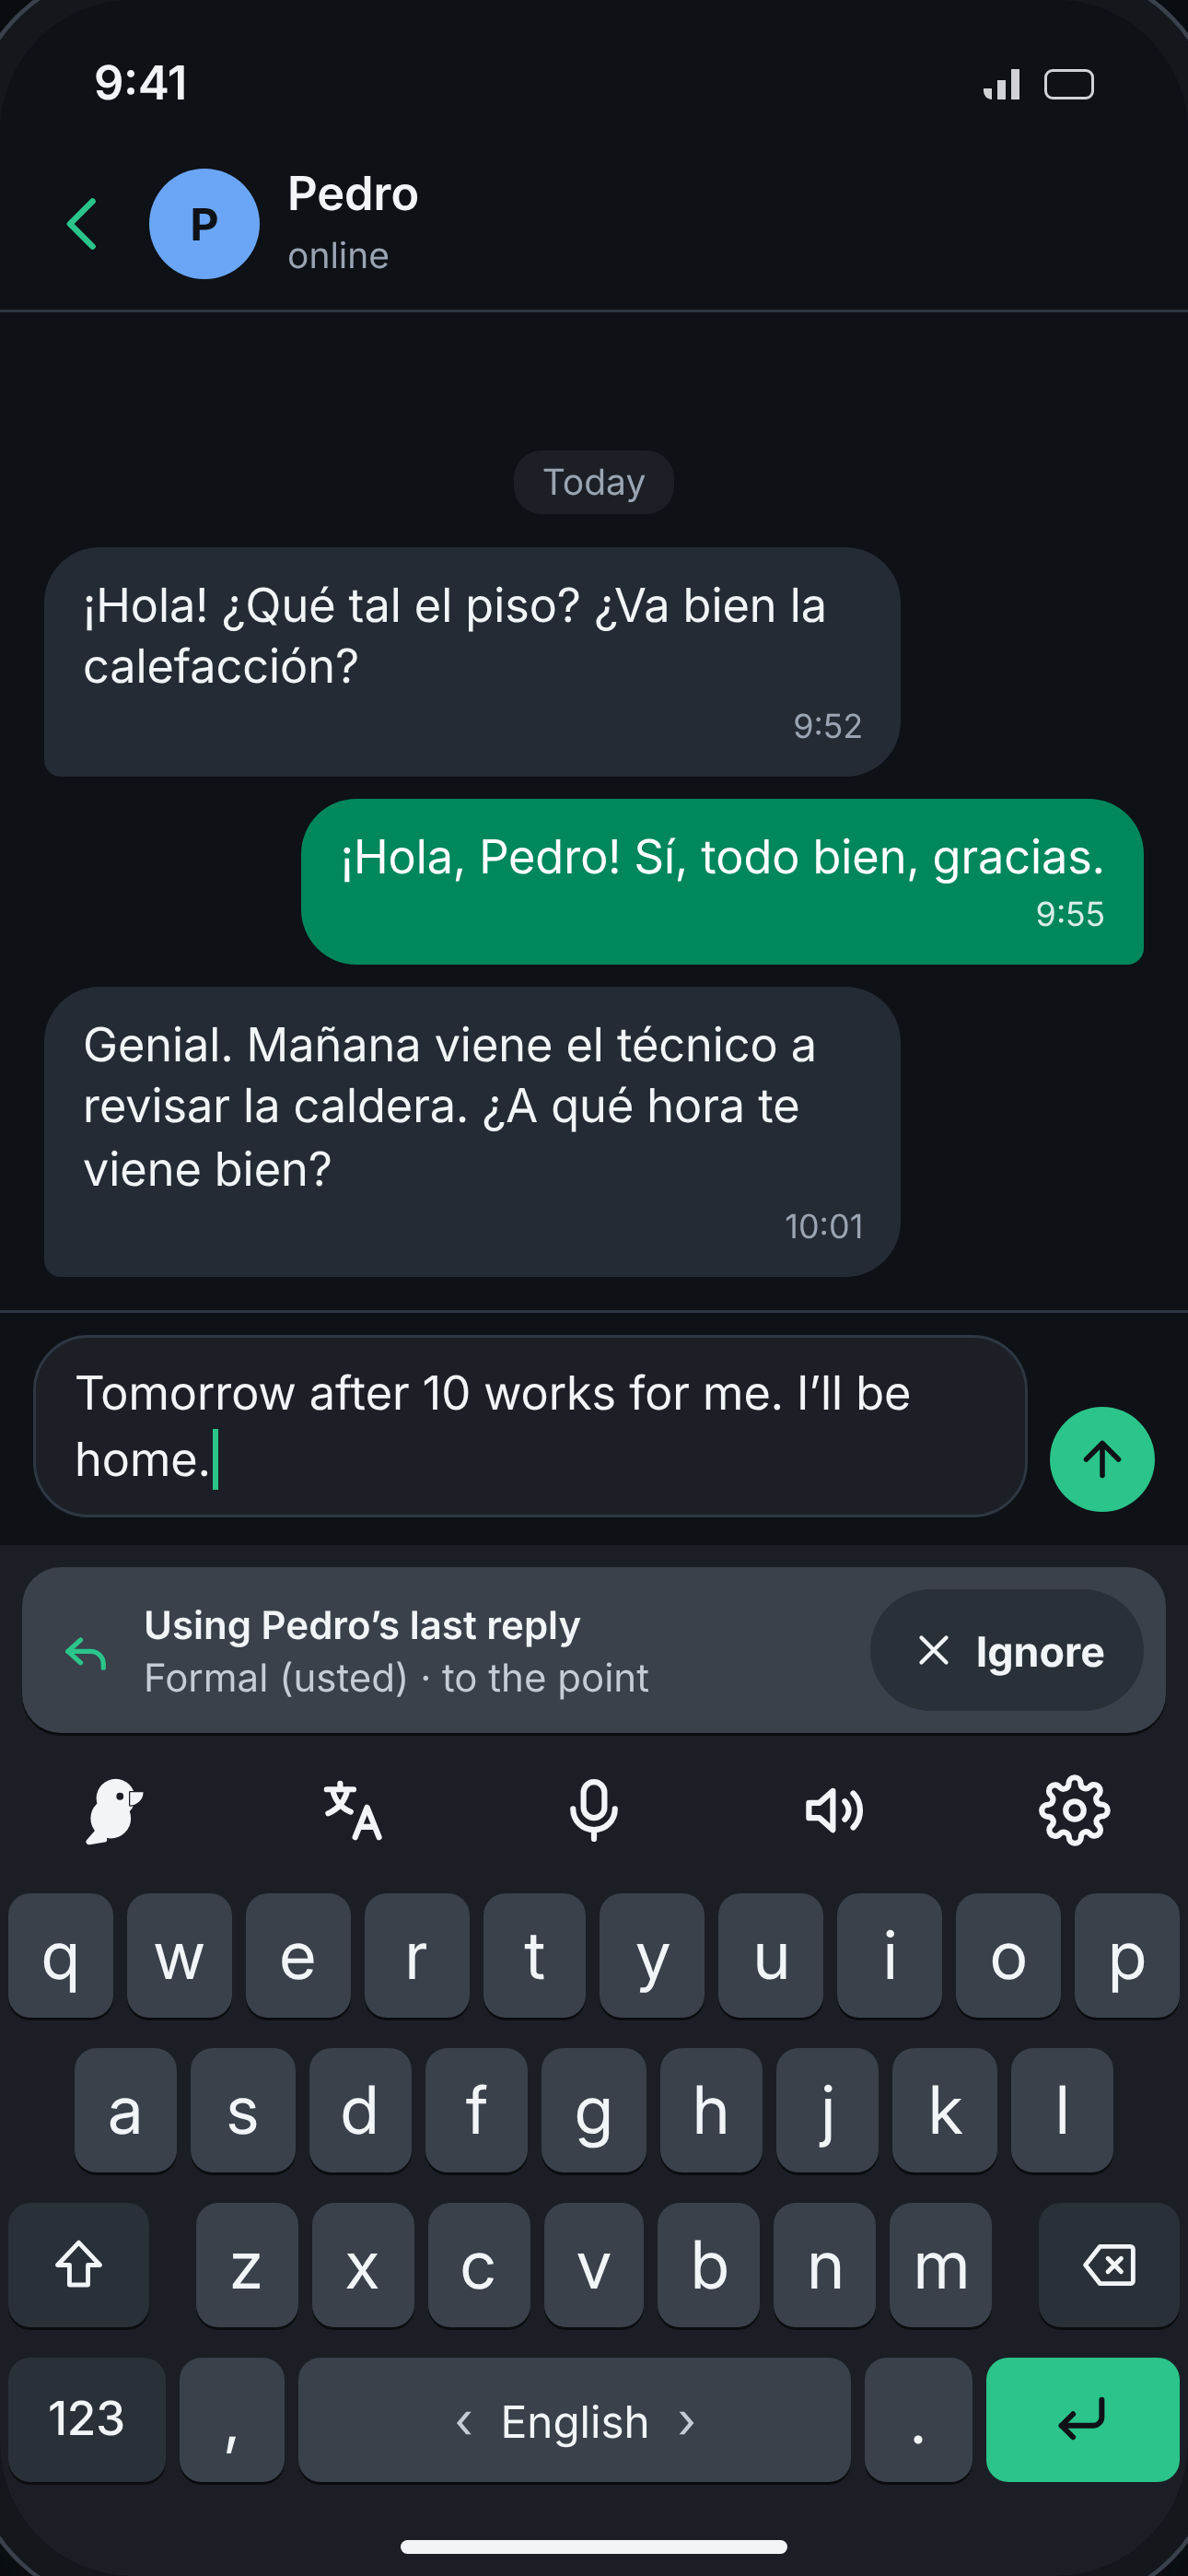 9:41
P
Pedro
online
Today
¡Hola! ¿Qué tal el piso? ¿Va bien la
calefacción?
9:52
¡Hola, Pedro! Sí, todo bien, gracias.
9:55
Genial. Mañana viene el técnico a
revisar la caldera. ¿A qué hora te
viene bien?
10:01
Tomorrow after 10 works for me. I’ll be
home.
Using Pedro’s last reply
Formal (usted) · to the point
Ignore
q w e r t y u i o p
a s d f g h j k l
z x c v b n m
123 , ‹ English › .